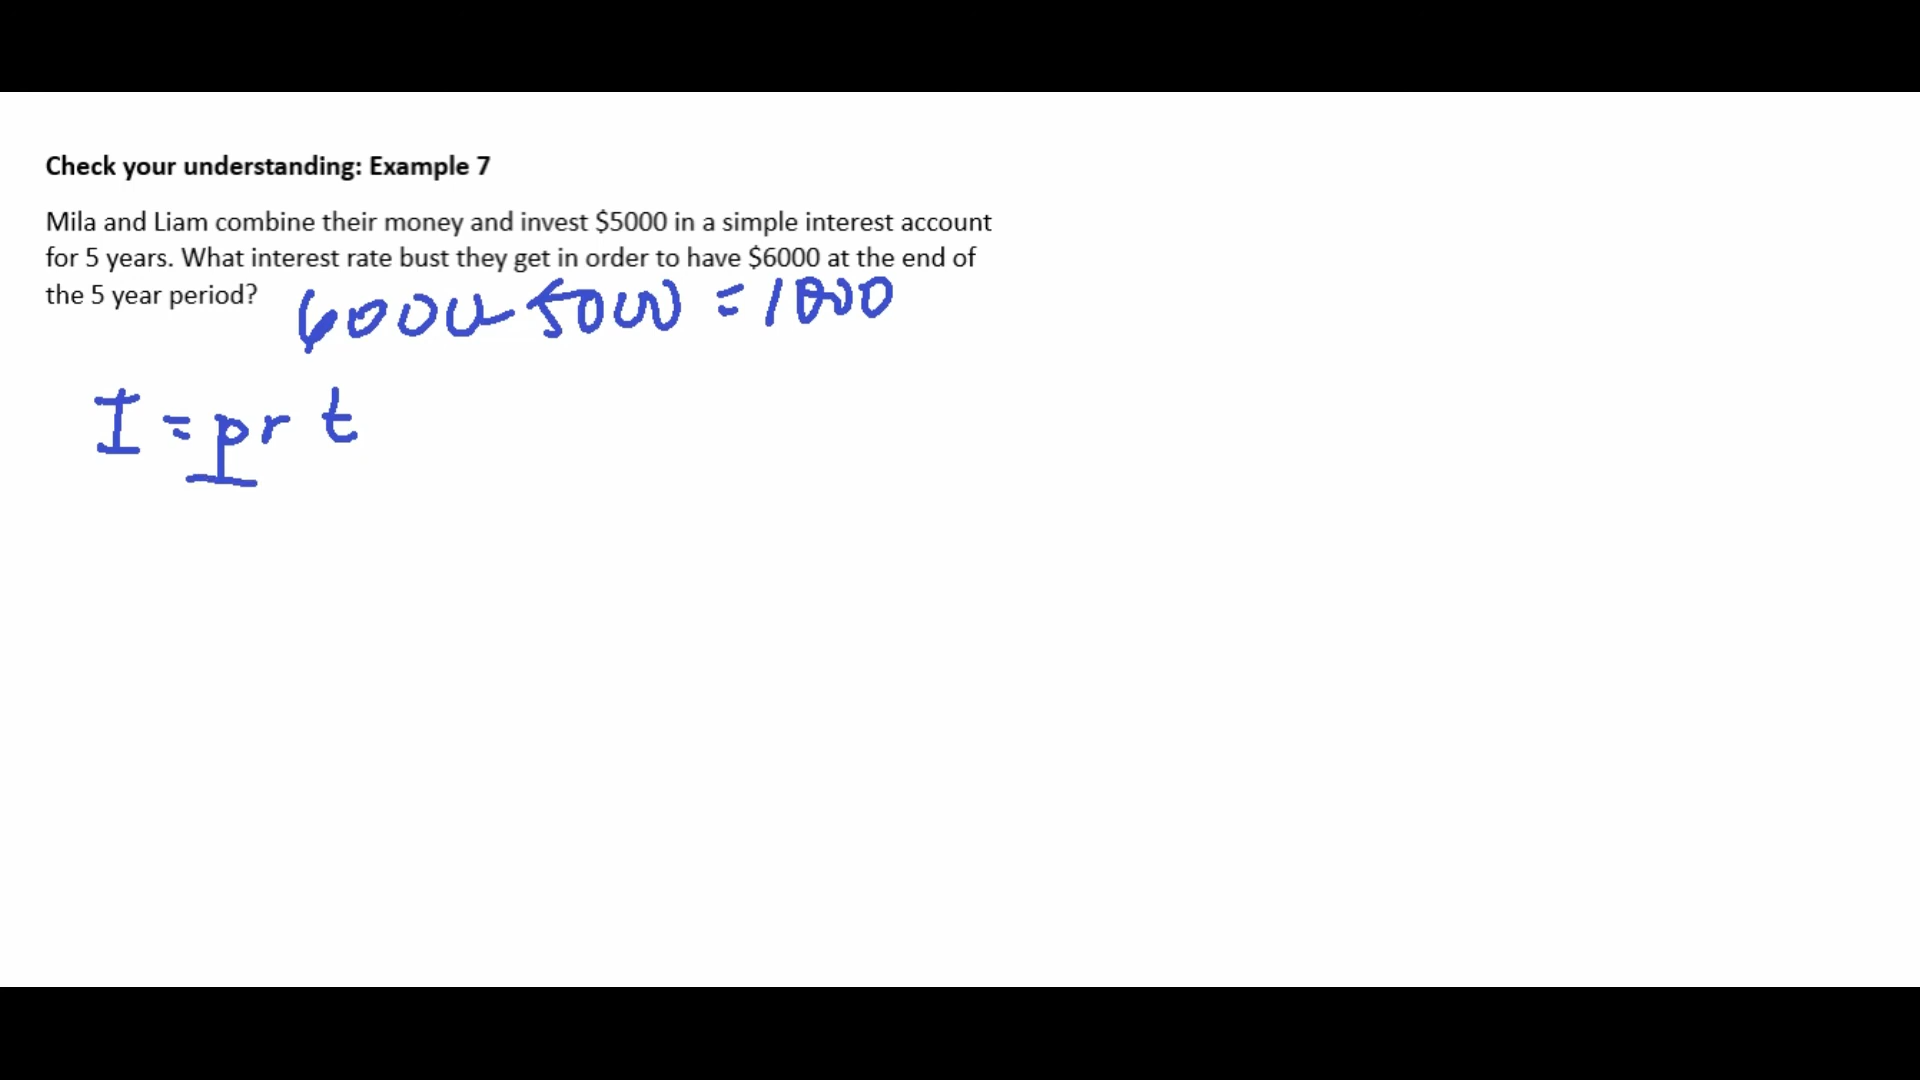 Check your understanding: Example 7
Mila and Liam combine their money and invest $5000 in a simple interest account
for 5 years. What interest rate bust they get in order to have $6000 at the end of
the 5 year period?
6000-5000 = 1000
I = prt